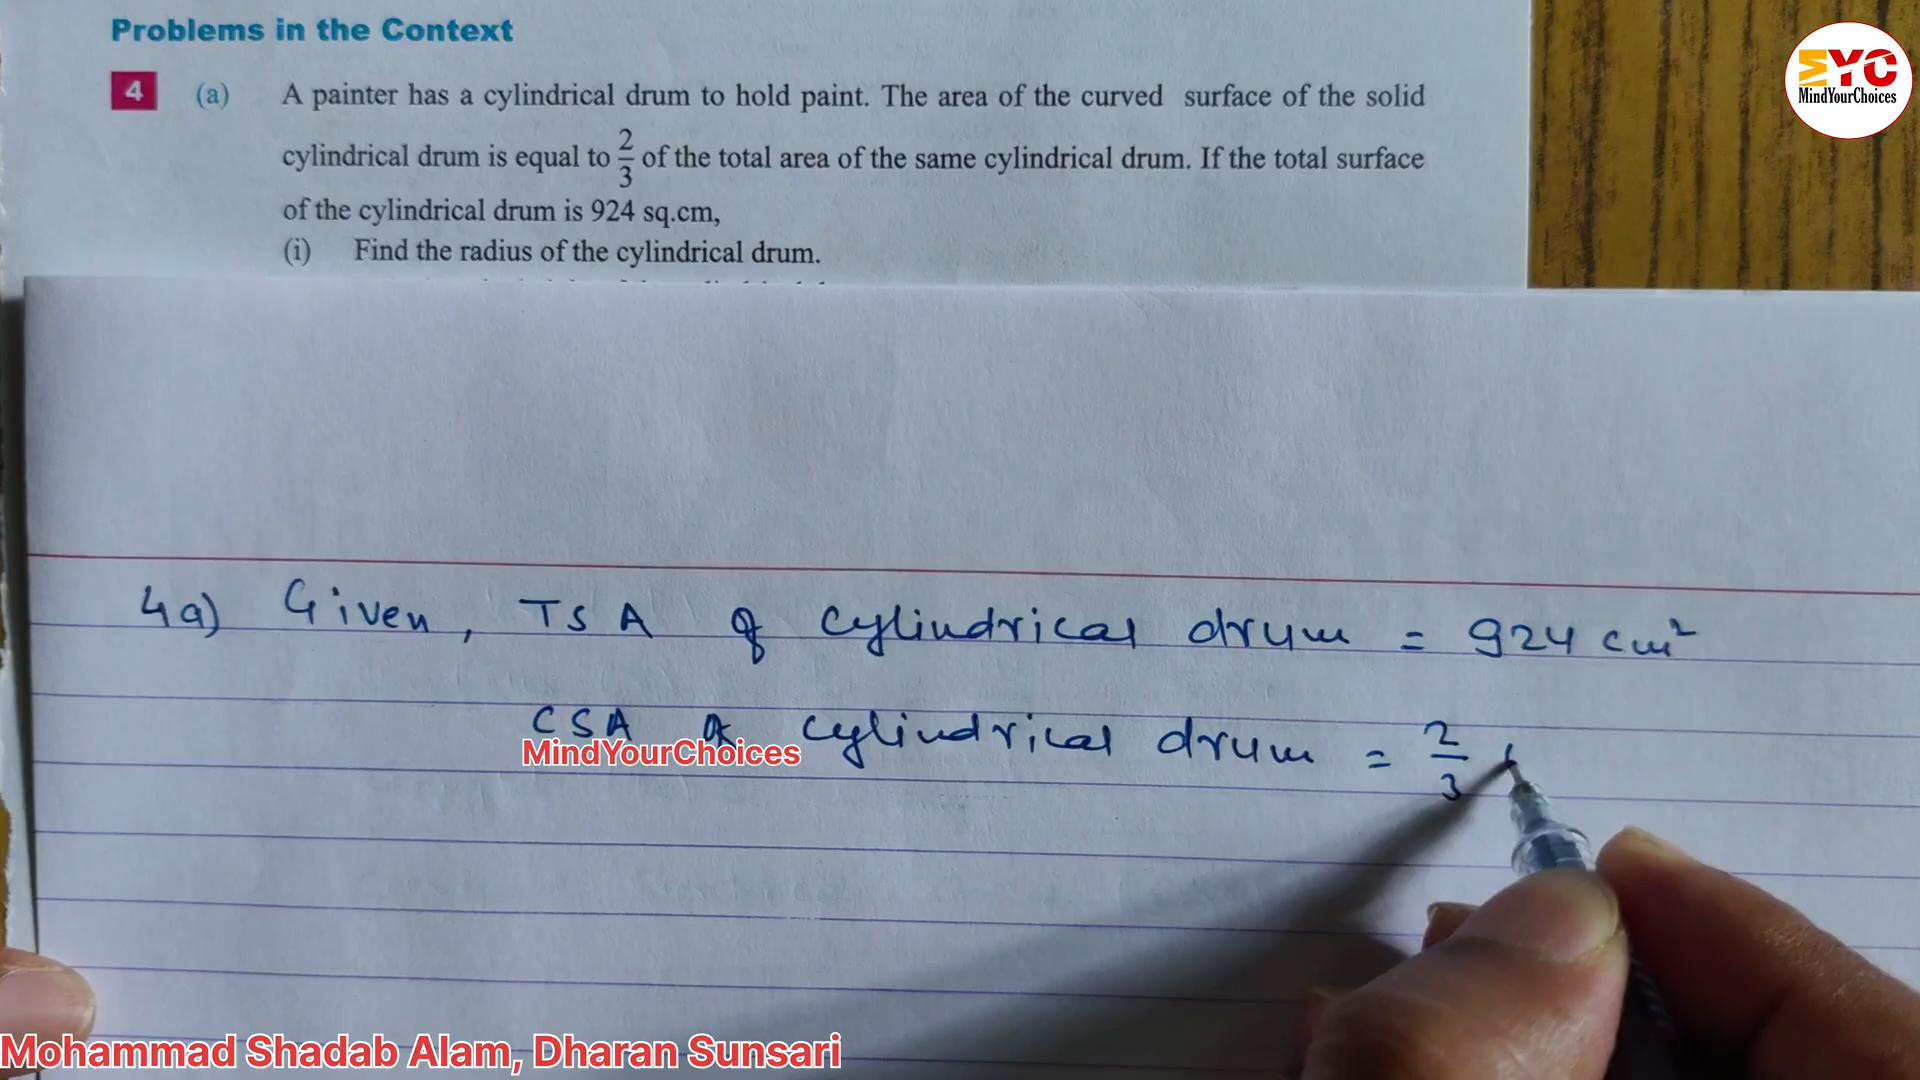 Problems in the Context
4 (a) A painter has a cylindrical drum to hold paint. The area of the curved surface of the solid
cylindrical drum is equal to 2/3 of the total area of the same cylindrical drum. If the total surface
of the cylindrical drum is 924 sq.cm,
(i) Find the radius of the cylindrical drum.
MYC
MindYourChoices
4a) Given, TSA of cylindrical drum = 924 cm²
CSA of cylindrical drum = 2/3
MindYourChoices
Mohammad Shadab Alam, Dharan Sunsari